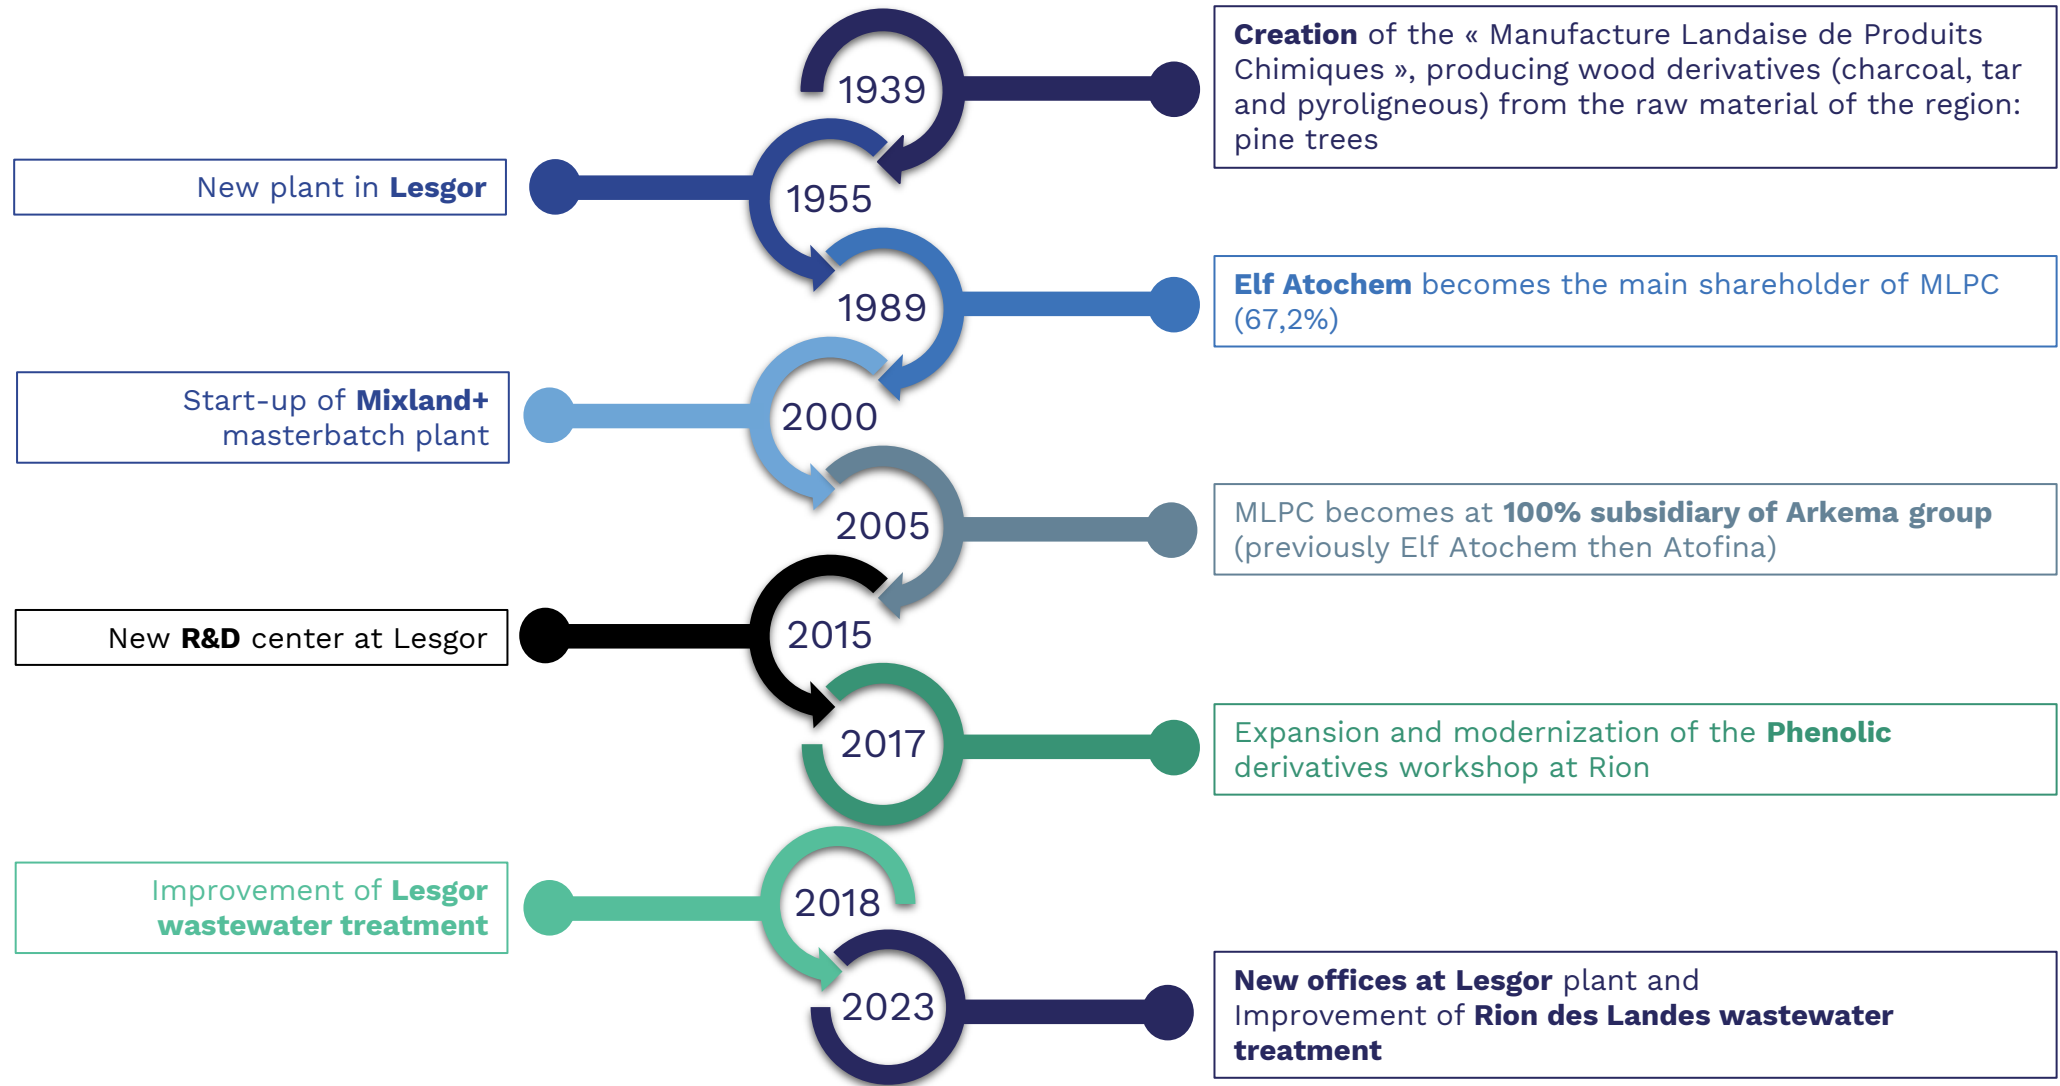 1939
Creation of the « Manufacture Landaise de Produits
Chimiques », producing wood derivatives (charcoal, tar
and pyroligneous) from the raw material of the region:
pine trees
1955
New plant in Lesgor
1989
Elf Atochem becomes the main shareholder of MLPC
(67,2%)
2000
Start-up of Mixland+
masterbatch plant
2005
MLPC becomes at 100% subsidiary of Arkema group
(previously Elf Atochem then Atofina)
2015
New R&D center at Lesgor
2017
Expansion and modernization of the Phenolic
derivatives workshop at Rion
2018
Improvement of Lesgor
wastewater treatment
2023
New offices at Lesgor plant and
Improvement of Rion des Landes wastewater
treatment